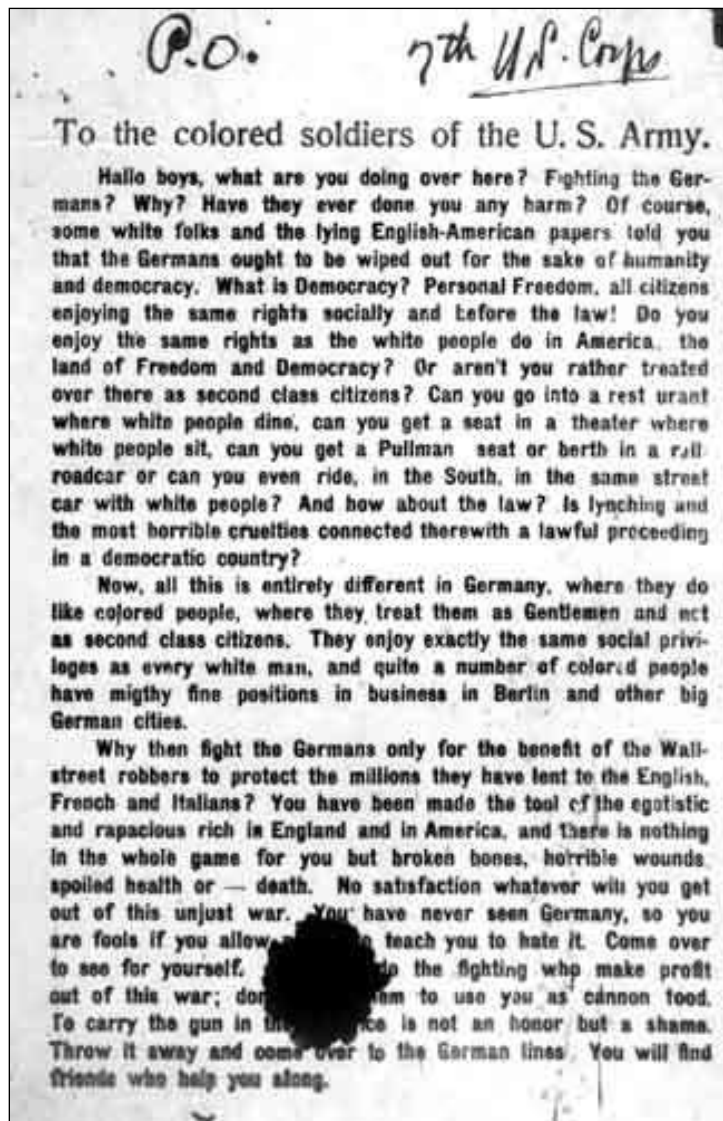 P.O. 7th U.S. Corps
To the colored soldiers of the U. S. Army.
Hallo boys, what are you doing over here? Fighting the Ger-
mans? Why? Have they ever done you any harm? Of course,
some white folks and the lying English-American papers told you
that the Germans ought to be wiped out for the sake of humanity
and democracy. What is Democracy? Personal Freedom, all citizens
enjoying the same rights socially and before the law! Do you
enjoy the same rights as the white people do in America, the
land of Freedom and Democracy? Or aren't you rather treated
over there as second class citizens? Can you go into a rest urant
where white people dine, can you get a seat in a theater where
white people sit, can you get a Pullman seat or berth in a rail
roadcar or can you even ride, in the South, in the same street
car with white people? And how about the law? Is lynching and
the most horrible cruelties connected therewith a lawful proceeding
in a democratic country?
Now, all this is entirely different in Germany, where they do
like colored people, where they treat them as Gentlemen and not
as second class citizens. They enjoy exactly the same social privi-
leges as every white man, and quite a number of colored people
have migthy fine positions in business in Berlin and other big
German cities.
Why then fight the Germans only for the benefit of the Wall-
street robbers to protect the millions they have lent to the English,
French and Italians? You have been made the tool of the egotistic
and rapacious rich in England and in America, and there is nothing
in the whole game for you but broken bones, horrible wounds
spoiled health or — death. No satisfaction whatever will you get
out of this unjust war. You have never seen Germany, so you
are fools if you allow teach you to hate it. Come over
to see for yourself. the fighting who make profit
out of this war; to use you as cannon food.
To carry the gun in is not an honor but a shame.
Throw it away and come over to the German lines. You will find
friends who help you along.